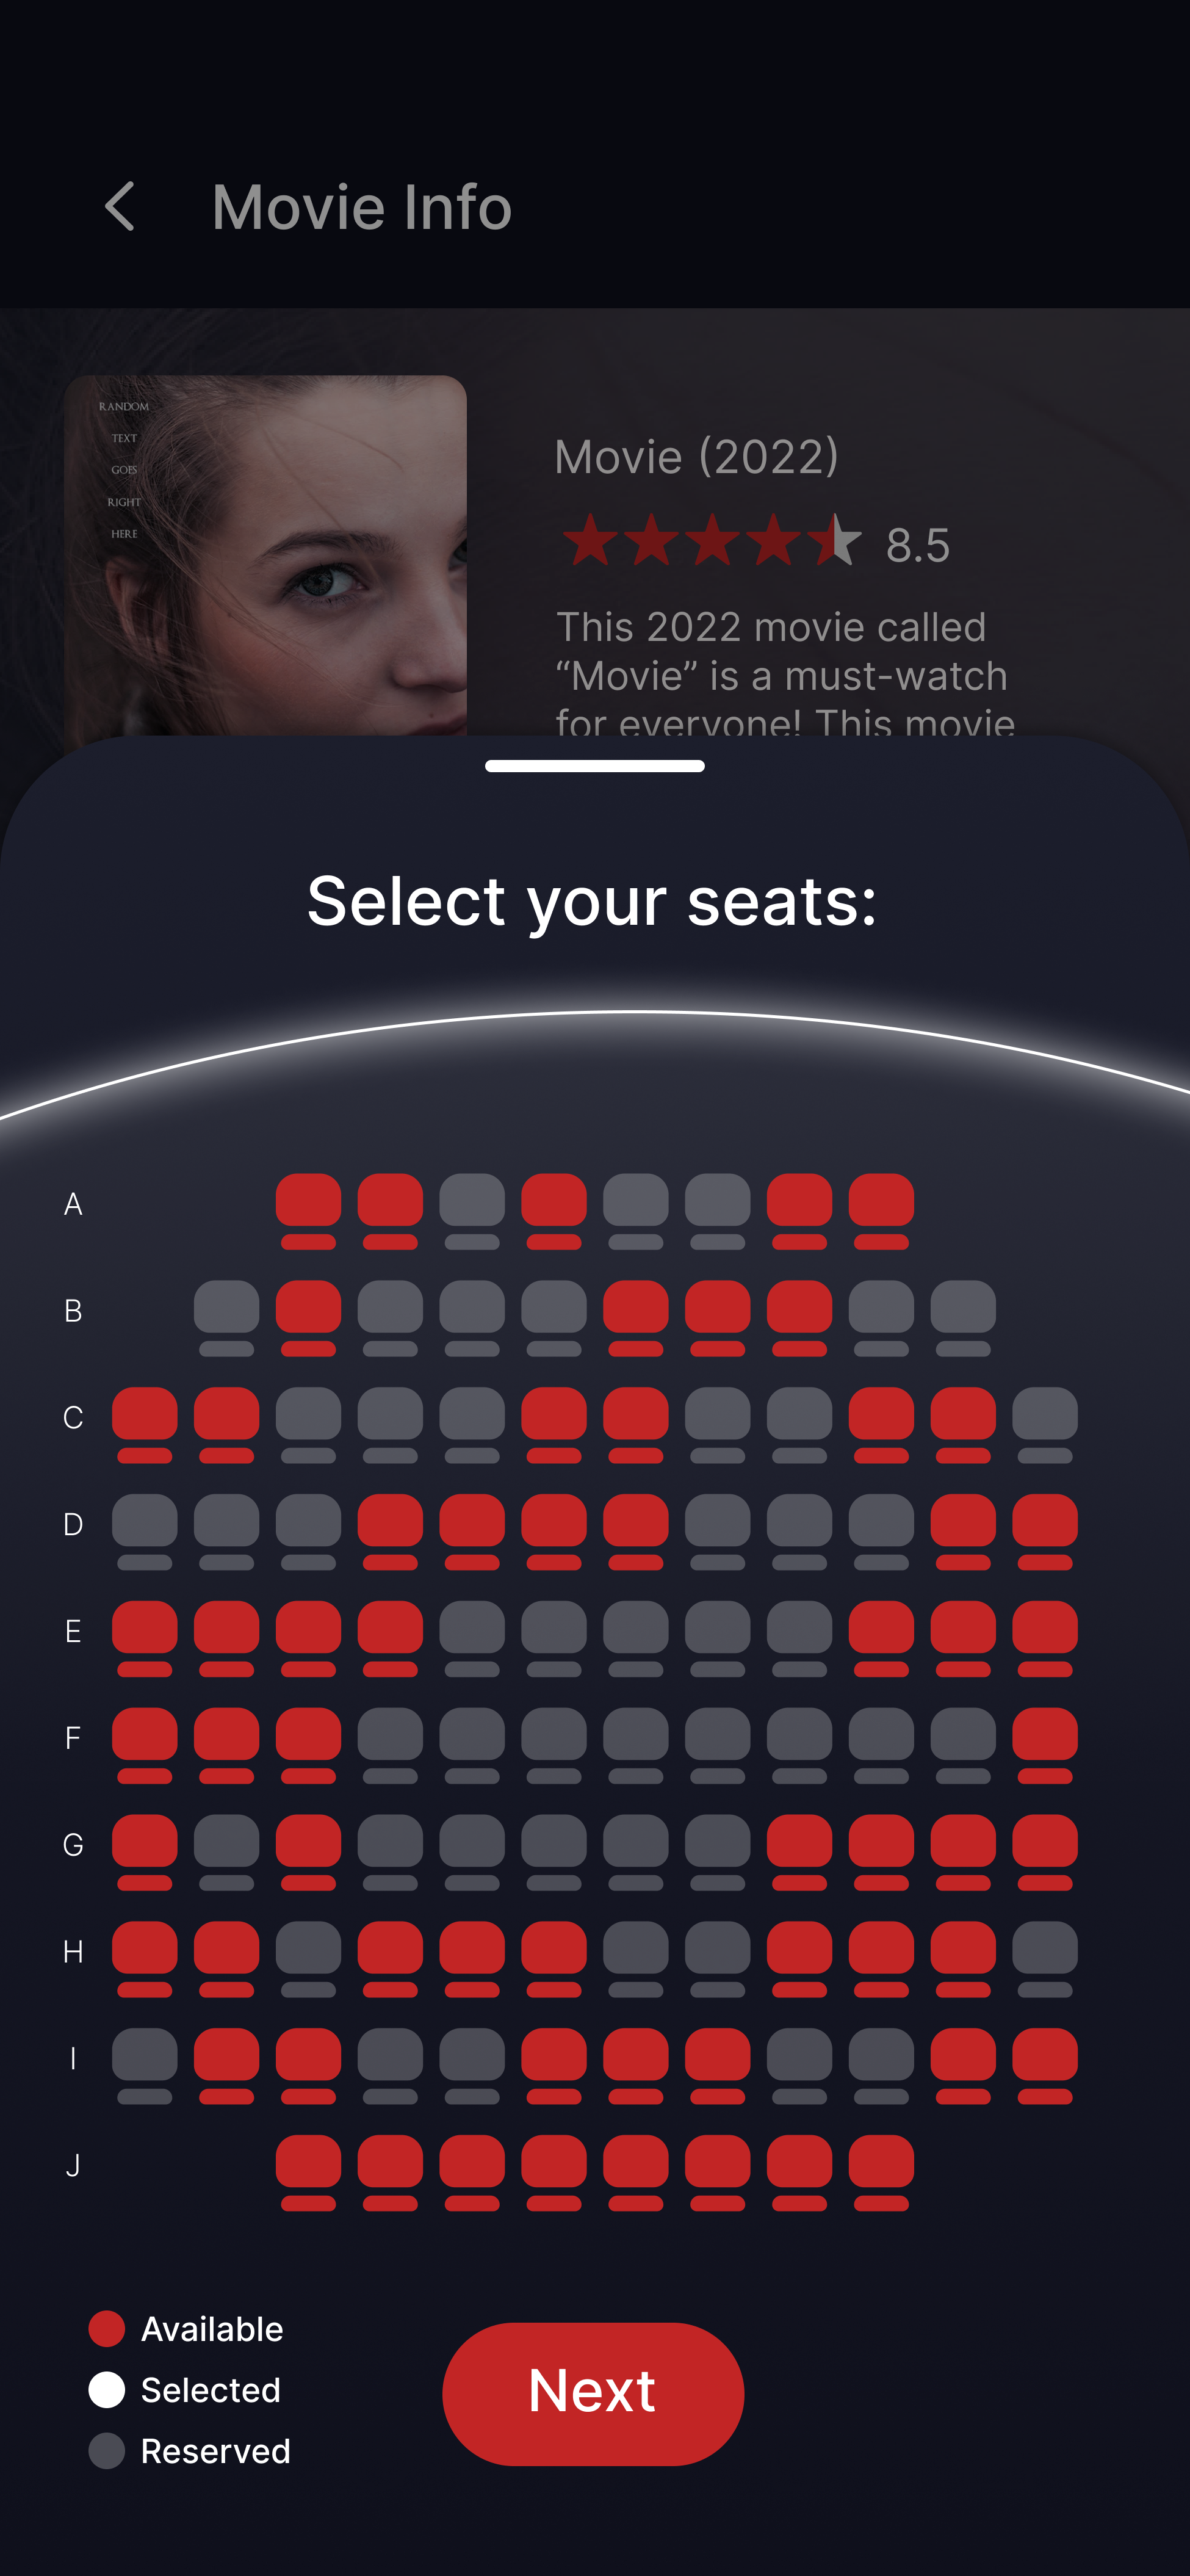 Movie Info
RANDOM
TEXT
GOES
RIGHT
HERE
Movie (2022)
8.5
This 2022 movie called
“Movie” is a must-watch
for everyone! This movie
Select your seats:
A
B
C
D
E
F
G
H
I
J
Available
Selected
Reserved
Next